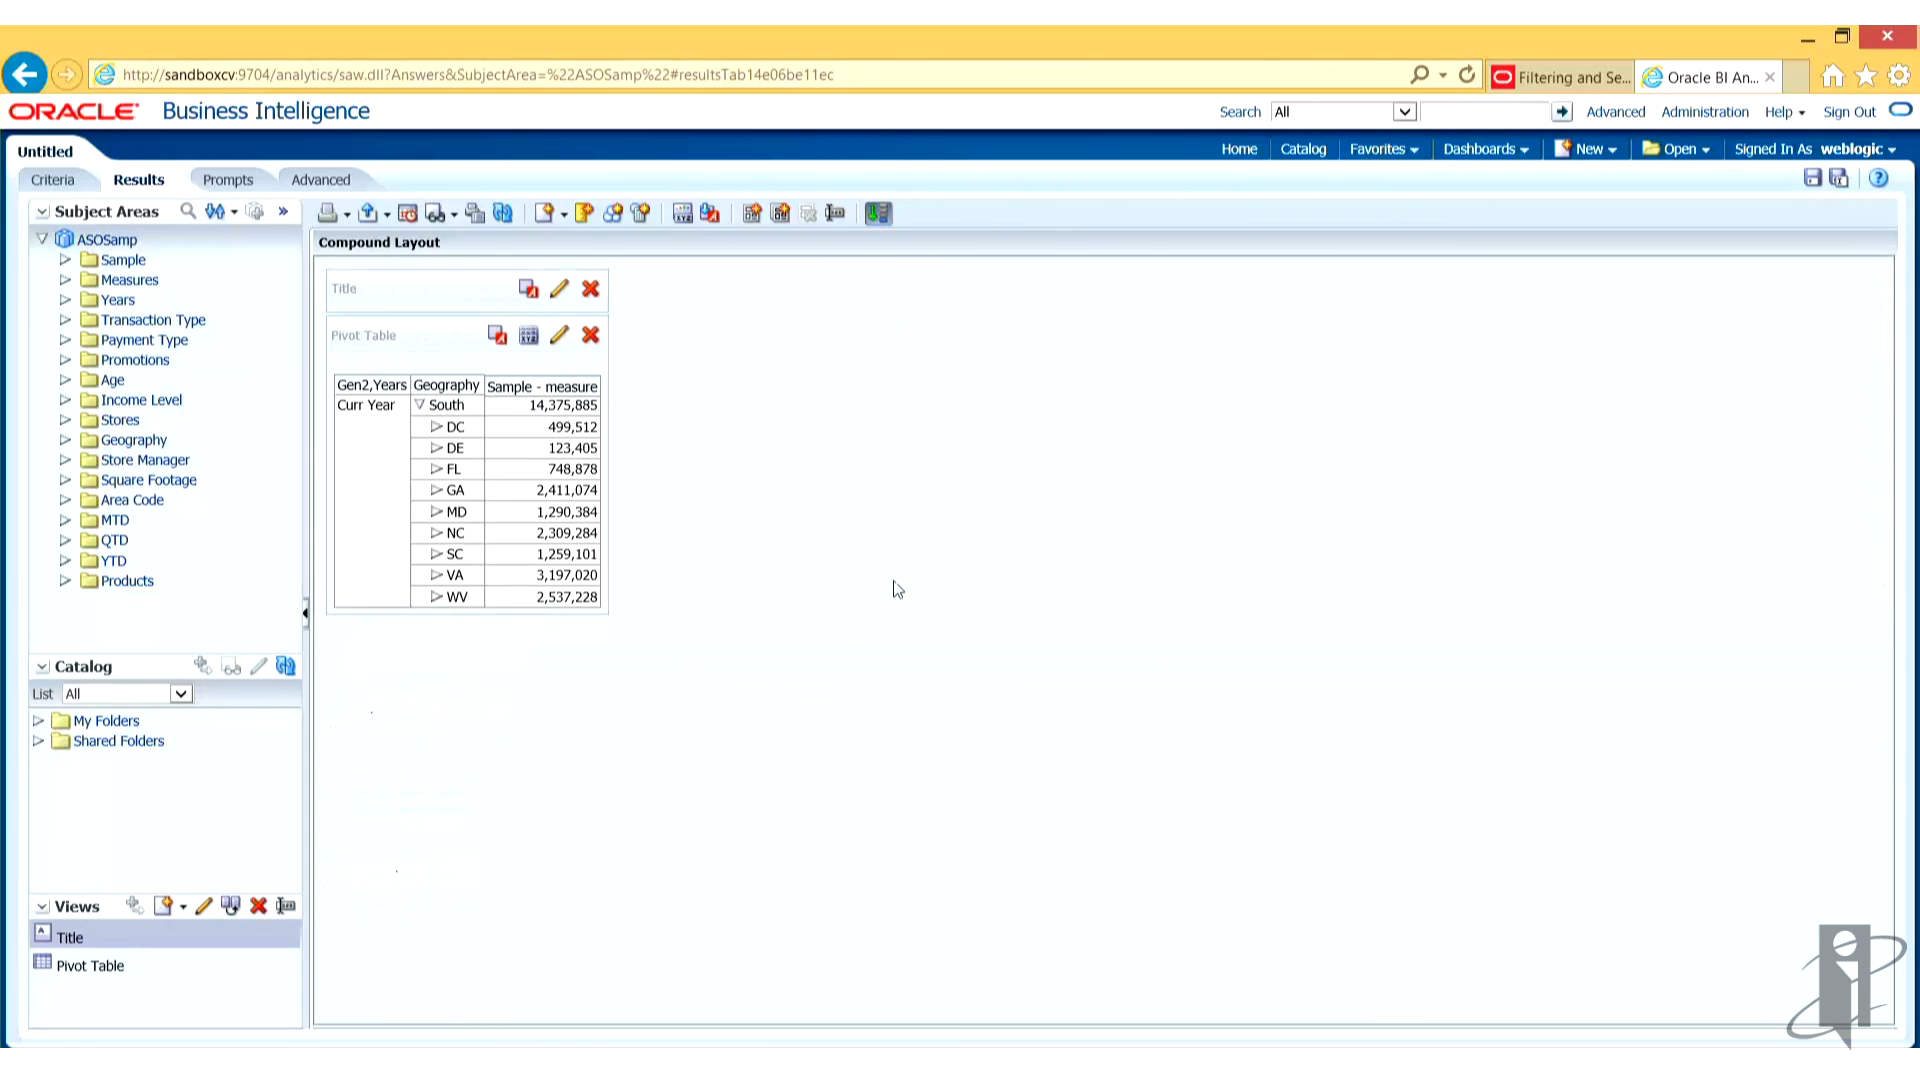 http://sandboxcv:9704/analytics/saw.dll?Answers&SubjectArea=%22ASOSamp%22#resultsTab14e06be11ec
Filtering and Se...
Oracle BI An...
ORACLE Business Intelligence
Search All
Advanced Administration Help Sign Out
Untitled
Home Catalog Favorites Dashboards New Open Signed In As weblogic
Criteria Results Prompts Advanced
Subject Areas
Compound Layout
ASOSamp
Sample
Measures
Years
Transaction Type
Payment Type
Promotions
Age
Income Level
Stores
Geography
Store Manager
Square Footage
Area Code
MTD
QTD
YTD
Products
Title
Pivot Table
Gen2,Years Geography Sample - measure
Curr Year South 14,375,885
DC 499,512
DE 123,405
FL 748,878
GA 2,411,074
MD 1,290,384
NC 2,309,284
SC 1,259,101
VA 3,197,020
WV 2,537,228
Catalog
List All
My Folders
Shared Folders
Views
Title
Pivot Table